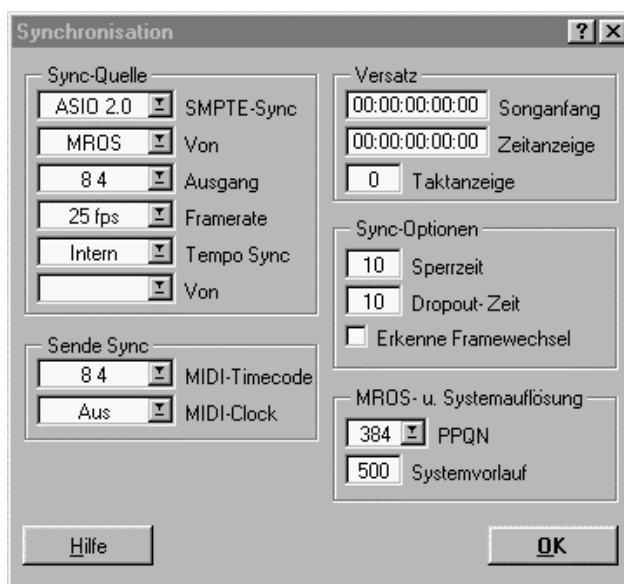 Synchronisation
Sync-Quelle
ASIO 2.0 SMPTE-Sync
MROS Von
8 4 Ausgang
25 fps Framerate
Intern Tempo Sync
Von
Sende Sync
8 4 MIDI-Timecode
Aus MIDI-Clock
Versatz
00:00:00:00:00 Songanfang
00:00:00:00:00 Zeitanzeige
0 Taktanzeige
Sync-Optionen
10 Sperrzeit
10 Dropout-Zeit
Erkenne Framewechsel
MROS- u. Systemauflösung
384 PPQN
500 Systemvorlauf
Hilfe
OK